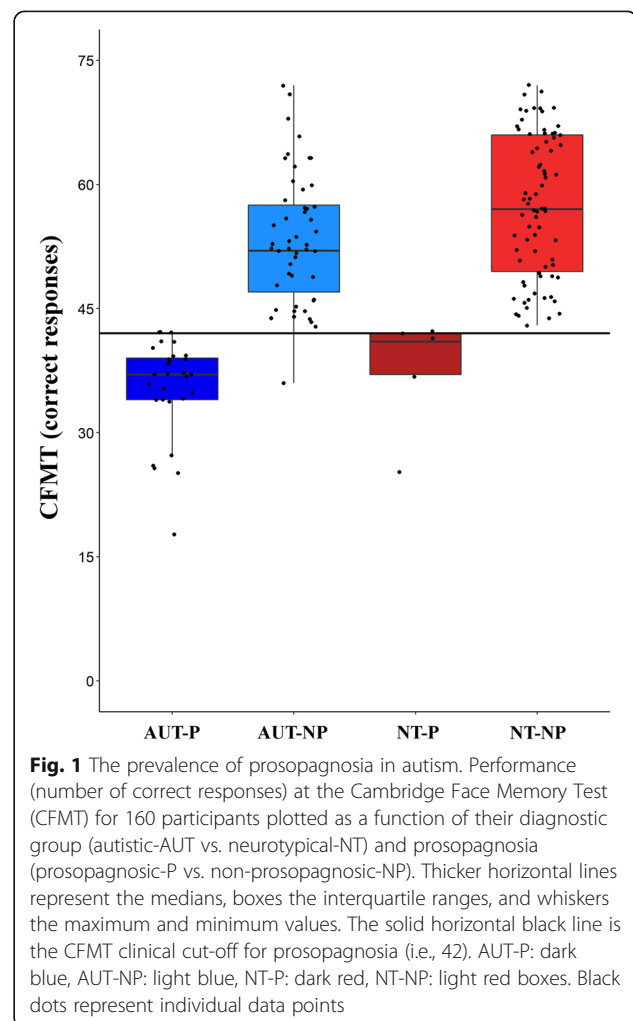 75
60
45
30
15
0
CFMT (correct responses)
AUT-P AUT-NP NT-P NT-NP
Fig. 1 The prevalence of prosopagnosia in autism. Performance
(number of correct responses) at the Cambridge Face Memory Test
(CFMT) for 160 participants plotted as a function of their diagnostic
group (autistic-AUT vs. neurotypical-NT) and prosopagnosia
(prosopagnosic-P vs. non-prosopagnosic-NP). Thicker horizontal lines
represent the medians, boxes the interquartile ranges, and whiskers
the maximum and minimum values. The solid horizontal black line is
the CFMT clinical cut-off for prosopagnosia (i.e., 42). AUT-P: dark
blue, AUT-NP: light blue, NT-P: dark red, NT-NP: light red boxes. Black
dots represent individual data points